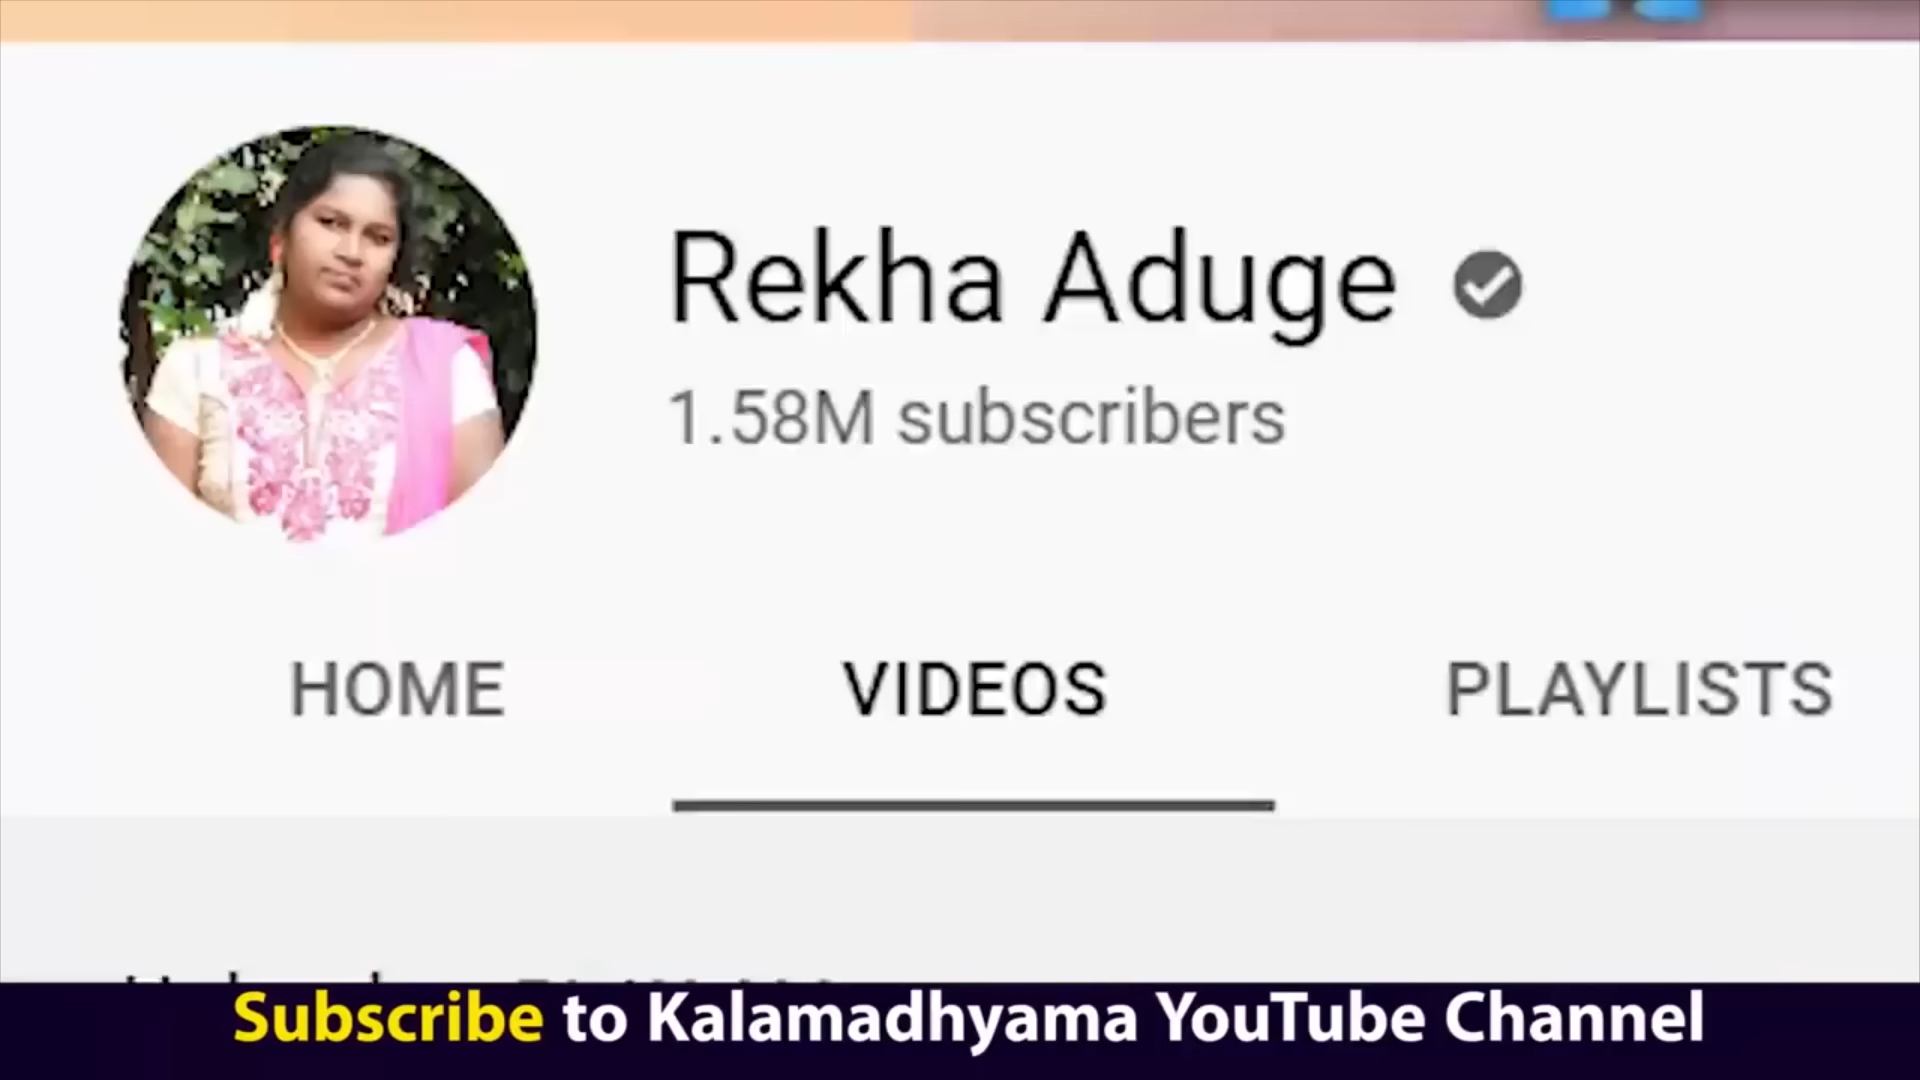 Rekha Aduge
1.58M subscribers
HOME VIDEOS PLAYLISTS
Subscribe to Kalamadhyama YouTube Channel